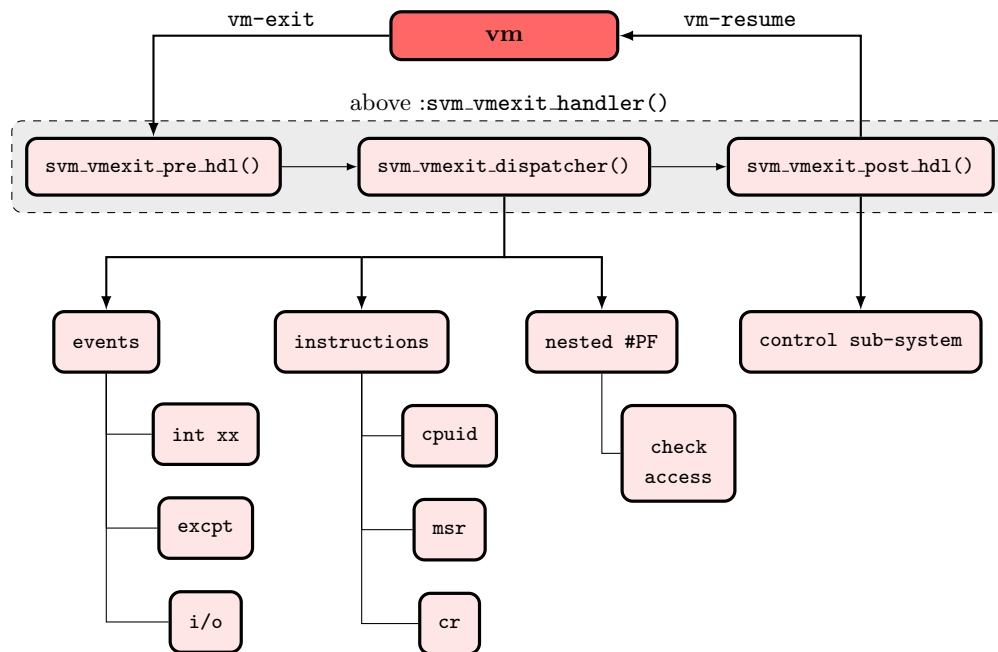 vm-exit
vm
vm-resume
above :svm_vmexit_handler()
svm_vmexit_pre_hdl()
svm_vmexit_dispatcher()
svm_vmexit_post_hdl()
events
instructions
nested #PF
control sub-system
int xx
cpuid
check
access
excpt
msr
i/o
cr